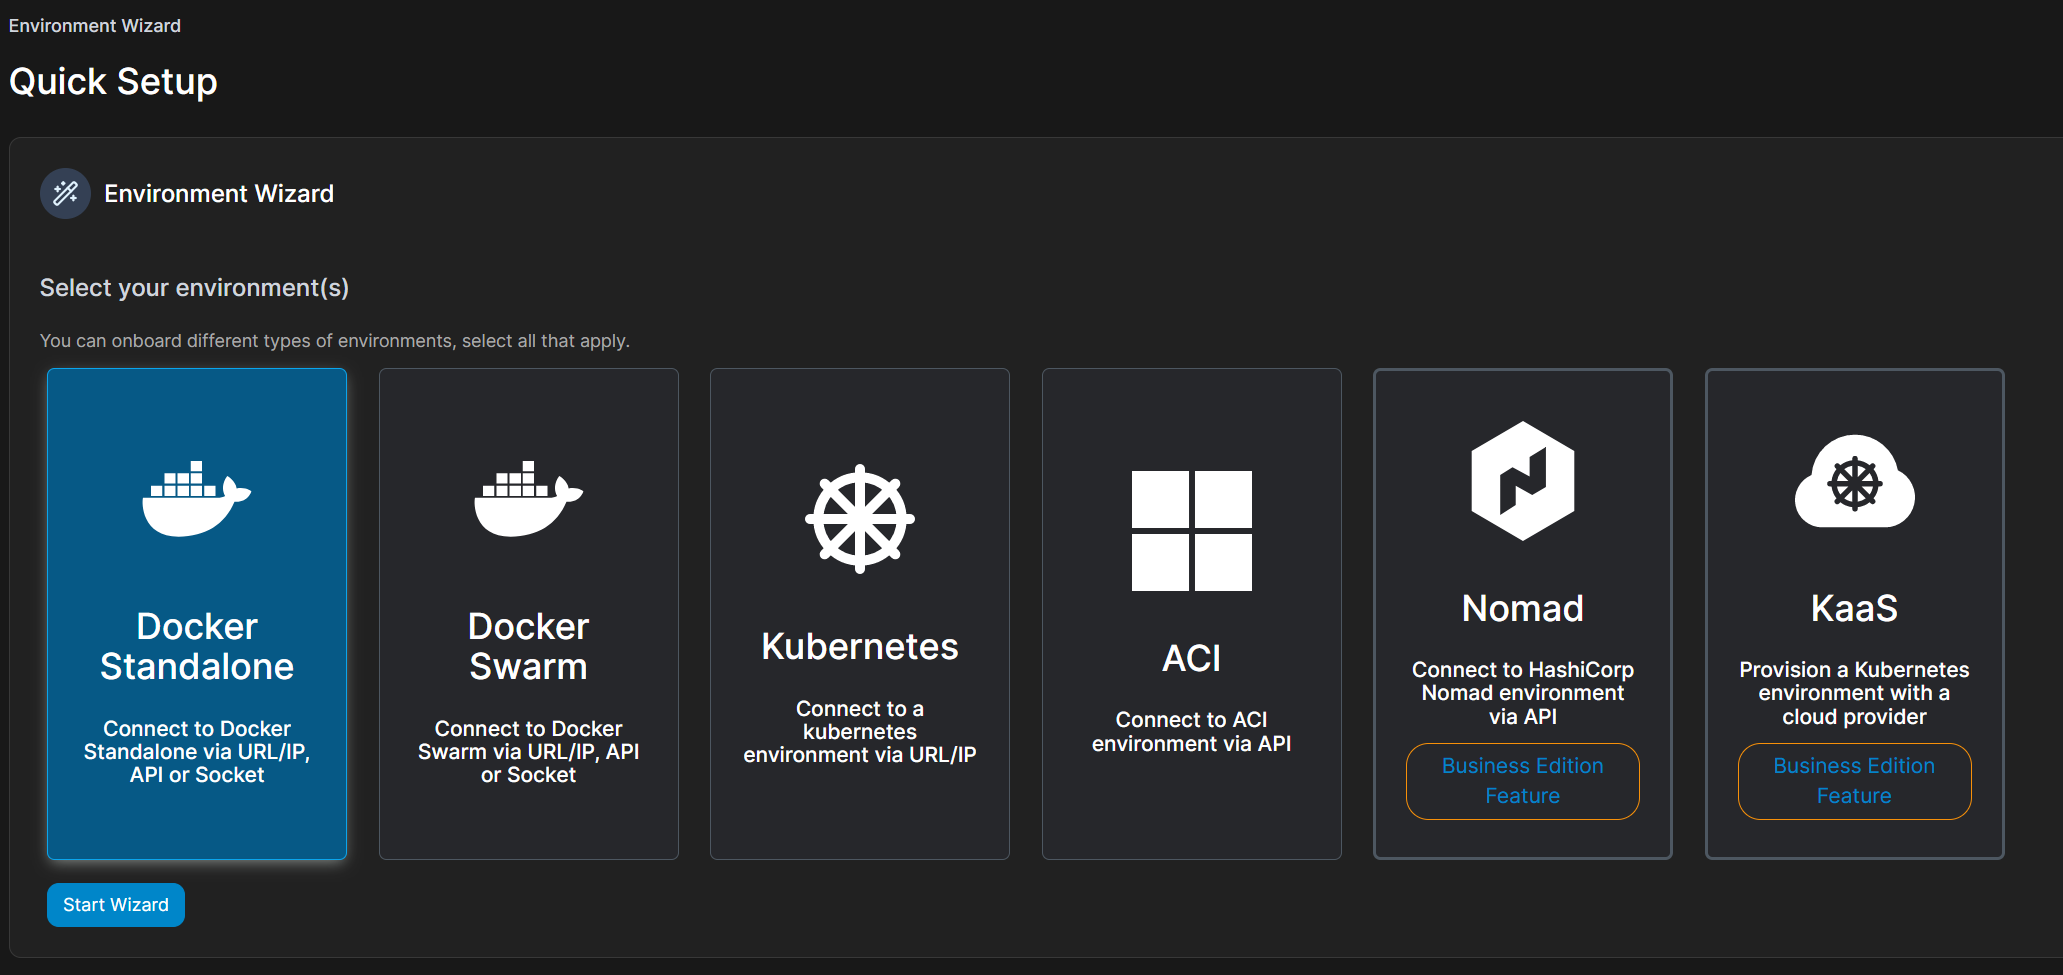 Environment Wizard
Quick Setup
Environment Wizard
Select your environment(s)
You can onboard different types of environments, select all that apply.
Docker
Standalone
Connect to Docker
Standalone via URL/IP,
API or Socket
Docker
Swarm
Connect to Docker
Swarm via URL/IP, API
or Socket
Kubernetes
Connect to a
kubernetes
environment via URL/IP
ACI
Connect to ACI
environment via API
Nomad
Connect to HashiCorp
Nomad environment
via API
Business Edition
Feature
KaaS
Provision a Kubernetes
environment with a
cloud provider
Business Edition
Feature
Start Wizard